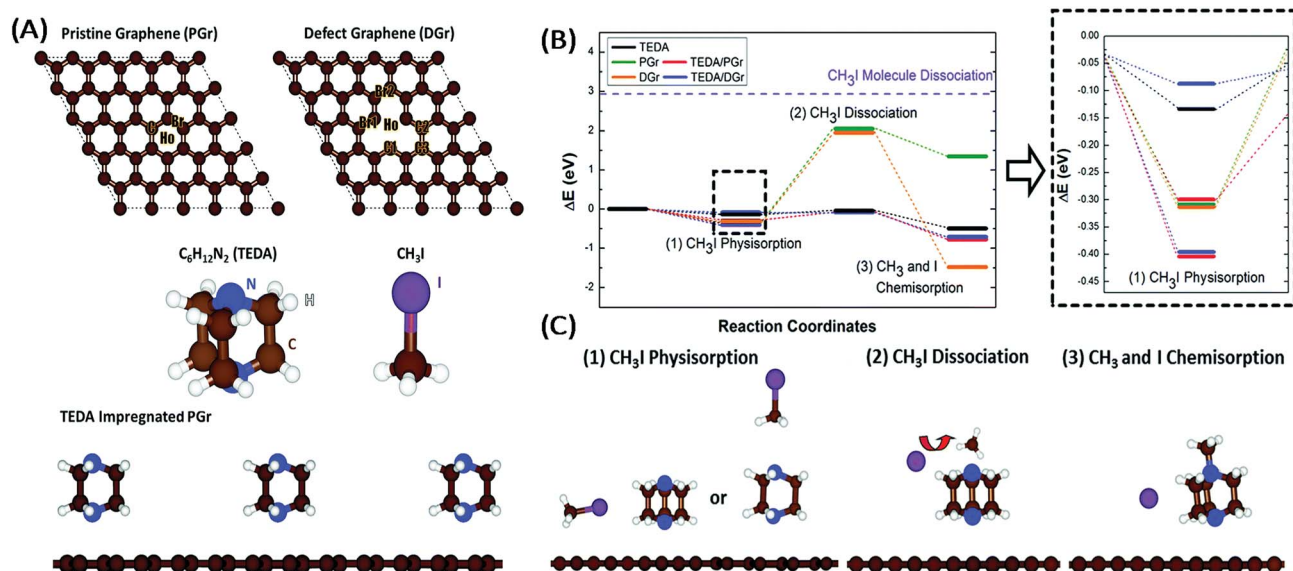 (A)
Pristine Graphene (PGr)
Defect Graphene (DGr)
C
Br
Ho
Br2
Br1
Ho
C2
C1
C3
C₆H₁₂N₂ (TEDA)
CH₃I
N
H
C
I
TEDA Impregnated PGr
(B)
ΔE (eV)
4
3
2
1
0
-1
-2
TEDA
PGr
TEDA/PGr
DGr
TEDA/DGr
CH₃I Molecule Dissociation
(2) CH₃I Dissociation
(1) CH₃I Physisorption
(3) CH₃ and I
Chemisorption
Reaction Coordinates
ΔE (eV)
0.00
-0.05
-0.10
-0.15
-0.20
-0.25
-0.30
-0.35
-0.40
-0.45
(1) CH₃I Physisorption
(C)
(1) CH₃I Physisorption
(2) CH₃I Dissociation
(3) CH₃ and I Chemisorption
or